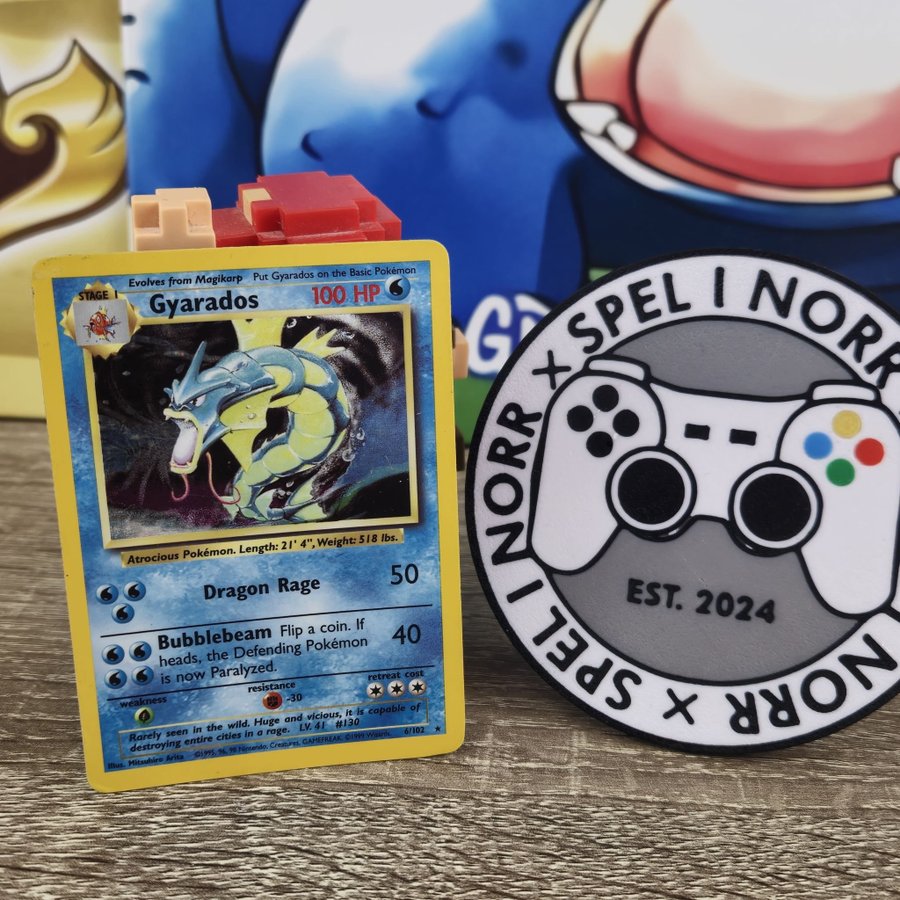 Evolves from Magikarp Put Gyarados on the Basic Pokémon
STAGE 1
Gyarados 100 HP
Atrocious Pokémon. Length: 21' 4", Weight: 518 lbs.
Dragon Rage 50
Bubblebeam Flip a coin. If
heads, the Defending Pokémon
is now Paralyzed.
40
weakness resistance retreat cost
-30
Rarely seen in the wild. Huge and vicious, it is capable of
destroying entire cities in a rage. LV. 41 #130
Illus. Mitsuhiro Arita ©1995, 96, 98 Nintendo, Creatures, GAMEFREAK. ©1999 Wizards. 6/102 ★
SPEL I NORR X SPEL I NORR X SPEL I NORR X
EST. 2024